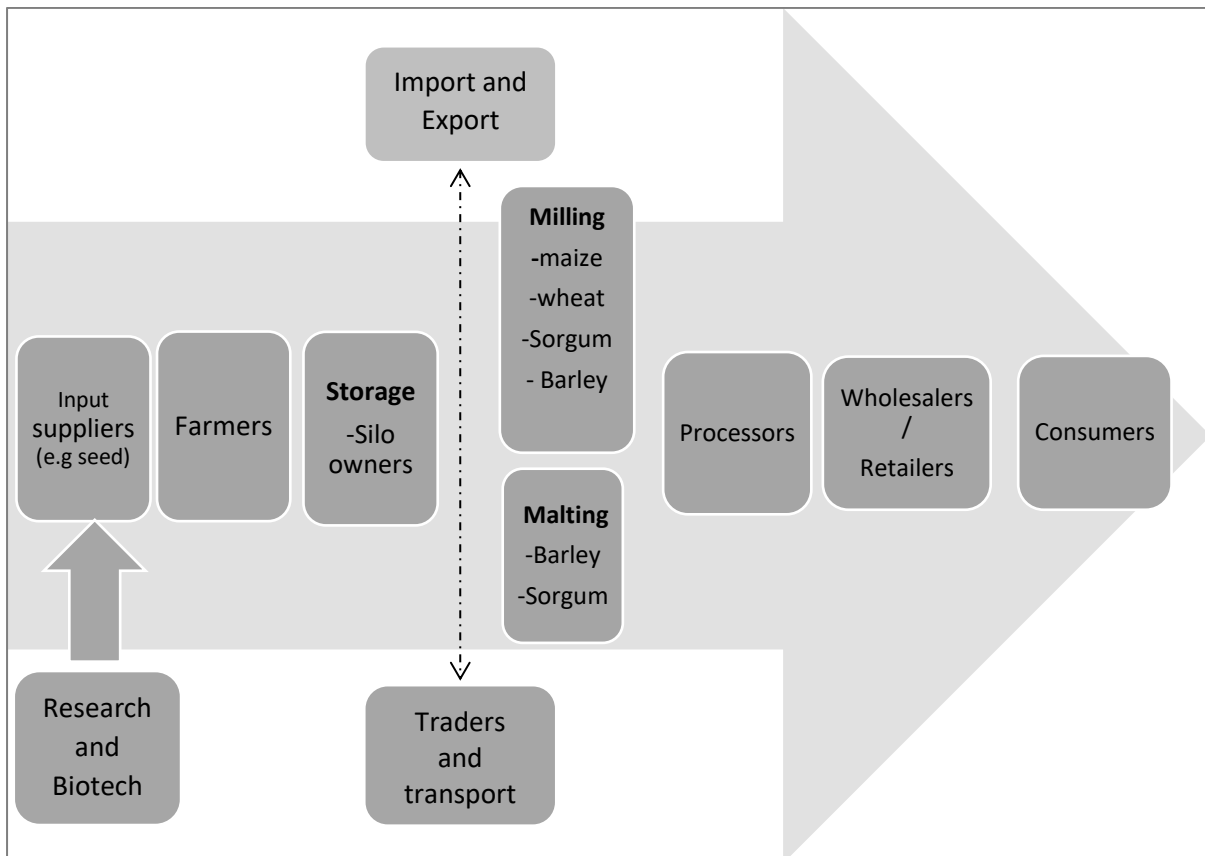 Import and
Export
Milling
-maize
-wheat
-Sorgum
- Barley
Input
suppliers
(e.g seed)
Farmers
Storage
-Silo
owners
Processors
Wholesalers
/
Retailers
Consumers
Malting
-Barley
-Sorgum
Research
and
Biotech
Traders
and
transport